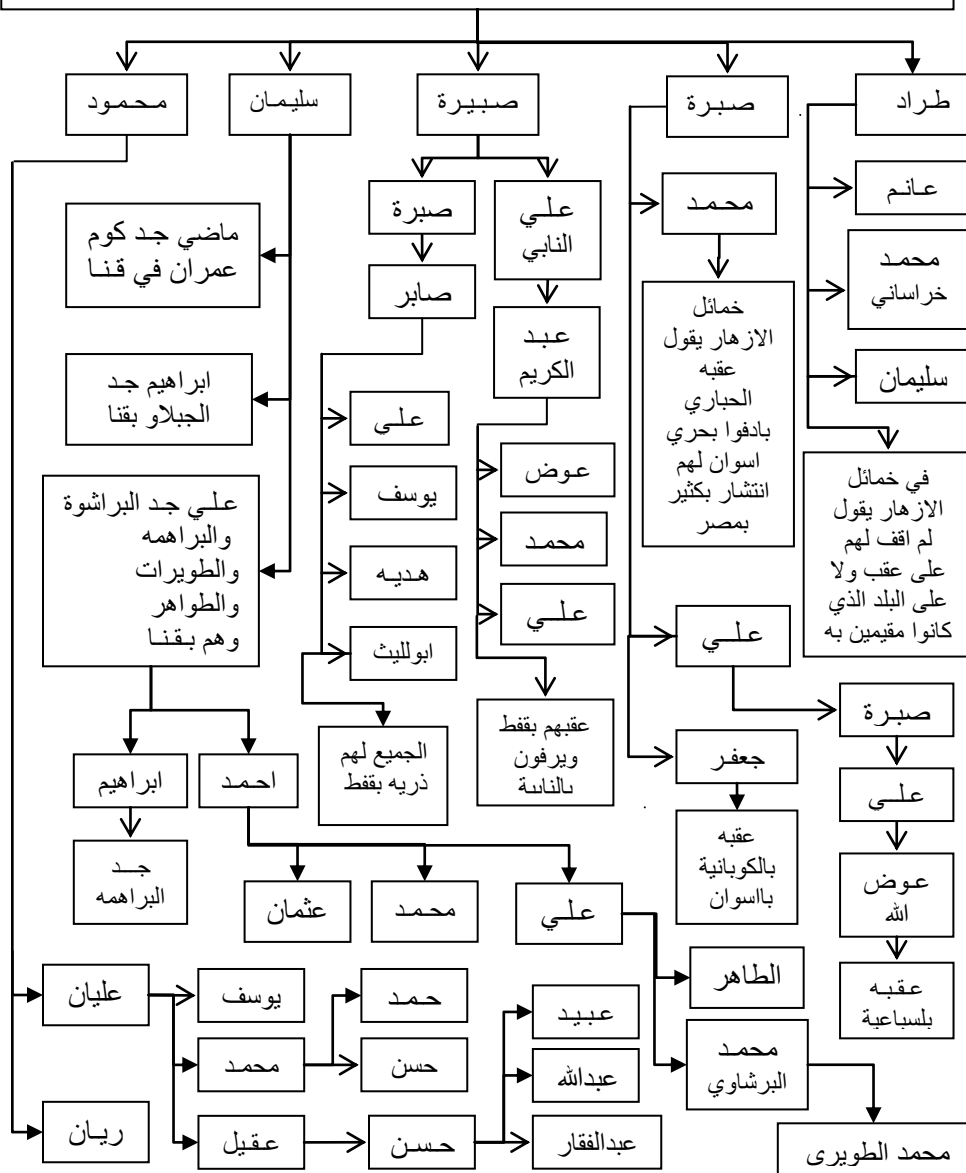 طراد
صبرة
صبيرة
سليمان
محمود
عانم
محمد
خراساني
سليمان
في خمائل
الازهار يقول
لم اقف لهم
على عقب ولا
على البلد الذي
كانوا مقيمين به
محمد
خمائل
الازهار يقول
عقبه
الحباري
بادفوا بحري
اسوان لهم
انتشار بكثير
بمصر
علي
صبرة
علي
عوض
الله
عقبه
بلسباعية
جعفر
عقبه
بالكوبانية
بااسوان
علي
النابي
عبد
الكريم
عوض
محمد
علي
عقبهم بقفط
ويرفون
بالنابية
صبرة
صابر
علي
يوسف
هديه
ابولليث
الجميع لهم
ذريه بقفط
ماضي جد كوم
عمران في قنا
ابراهيم جد
الجبلاو بقنا
علي جد البراشوة
والبراهمه
والطويرات
والطواهر
وهم بقنا
احمد
ابراهيم
جد
البراهمه
علي
محمد
عثمان
الطاهر
محمد
البرشاوي
محمد الطويرى
عليان
ريان
يوسف
محمد
عقيل
حمد
حسن
حسن
عبيد
عبدالله
عبدالفقار